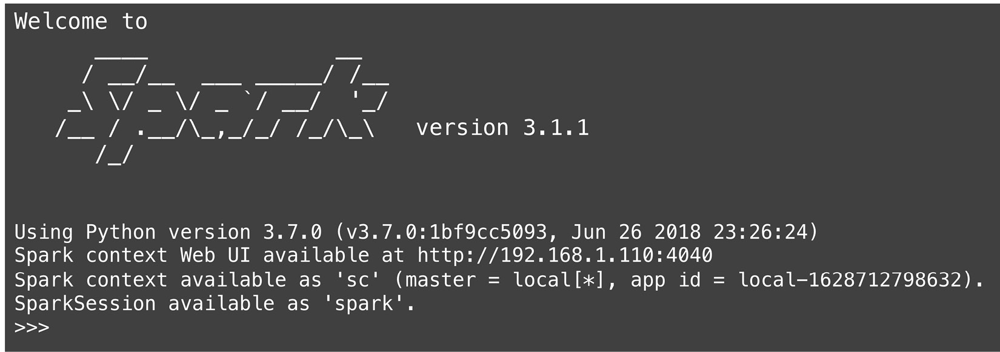 Welcome to
      ____              __
     / __/__  ___ _____/ /__
    _\ \/ _ \/ _ `/ __/  '_/
   /__ / .__/\_,_/_/ /_/\_\   version 3.1.1
      /_/
Using Python version 3.7.0 (v3.7.0:1bf9cc5093, Jun 26 2018 23:26:24)
Spark context Web UI available at http://192.168.1.110:4040
Spark context available as 'sc' (master = local[*], app id = local-1628712798632).
SparkSession available as 'spark'.
>>>